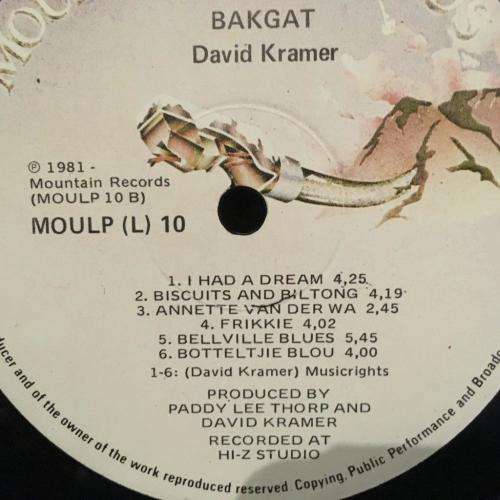 MOU
BAKGAT
David Kramer
℗ 1981 -
Mountain Records
(MOULP 10 B)
MOULP (L) 10
1. I HAD A DREAM 4,25
2. BISCUITS AND BILTONG 4,19
3. ANNETTE VAN DER WA 2,45
4. FRIKKIE 4,02
5. BELLVILLE BLUES 5,45
6. BOTTELTJIE BLOU 4,00
1-6: (David Kramer) Musicrights
PRODUCED BY
PADDY LEE THORP AND
DAVID KRAMER
RECORDED AT
HI-Z STUDIO
ducer and of the owner of the work reproduced reserved. Copying, Public Performance and Broad